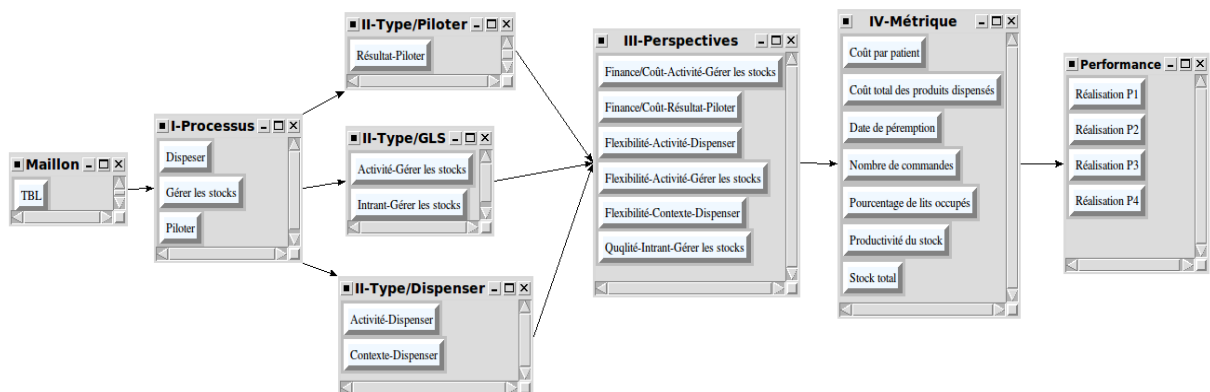 Maillon
TBL
I-Processus
Dispeser
Gérer les stocks
Piloter
II-Type/Piloter
Résultat-Piloter
II-Type/GLS
Activité-Gérer les stocks
Intrant-Gérer les stocks
II-Type/Dispenser
Activité-Dispenser
Contexte-Dispenser
III-Perspectives
Finance/Coût-Activité-Gérer les stocks
Finance/Coût-Résultat-Piloter
Flexibilité-Activité-Dispenser
Flexibilité-Activité-Gérer les stocks
Flexibilité-Contexte-Dispenser
Ququlité-Intrant-Gérer les stocks
IV-Métrique
Coût par patient
Coût total des produits dispensés
Date de péremption
Nombre de commandes
Pourcentage de lits occupés
Productivité du stock
Stock total
Performance
Réalisation P1
Réalisation P2
Réalisation P3
Réalisation P4